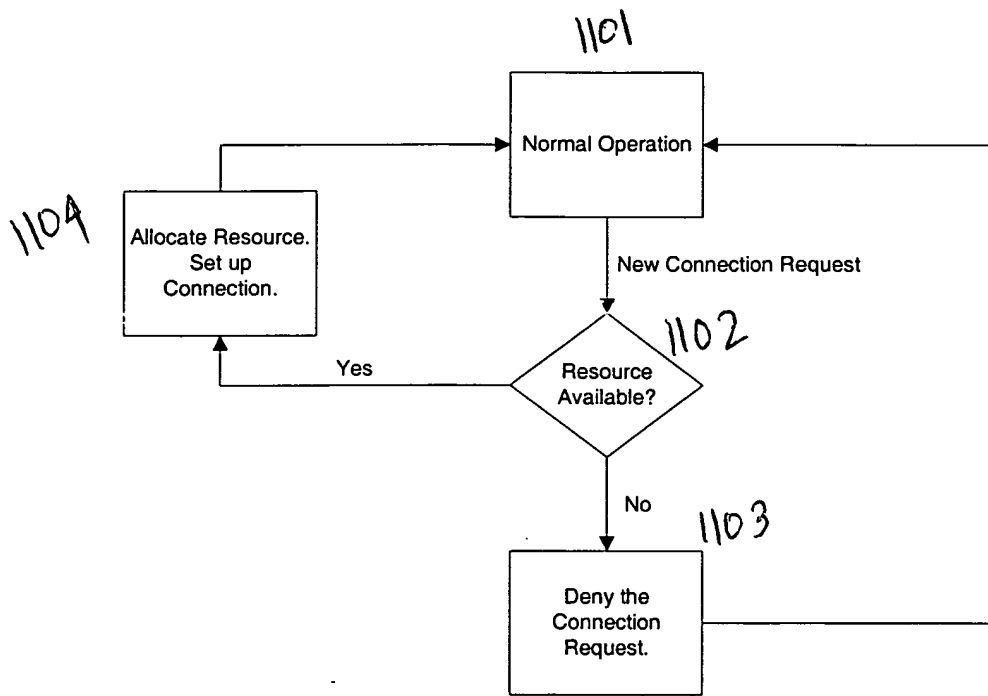 1101
Normal Operation
1104
Allocate Resource.
Set up
Connection.
New Connection Request
1102
Resource
Available?
Yes
No
1103
Deny the
Connection
Request.